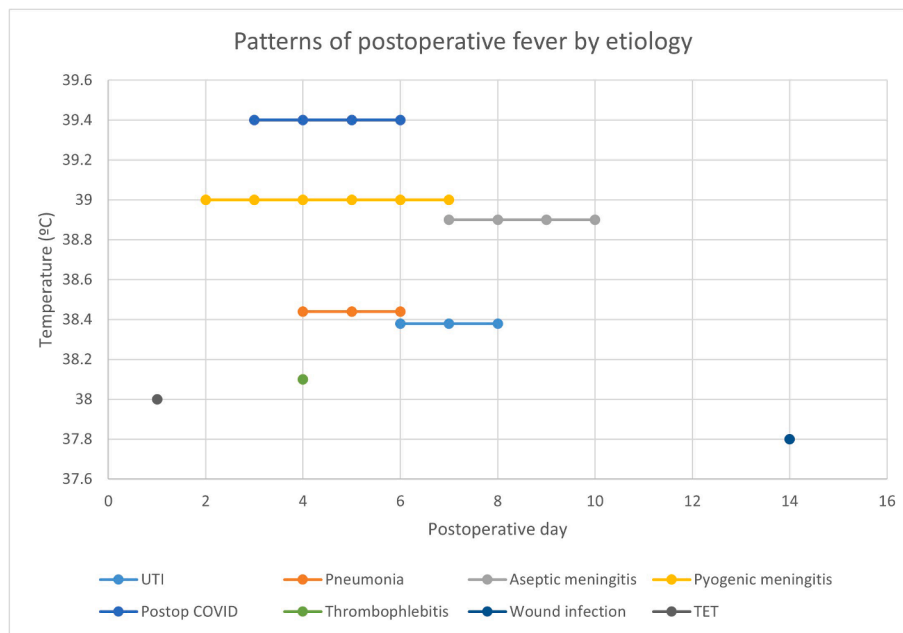 Patterns of postoperative fever by etiology
39.6
39.4
39.2
39
38.8
38.6
38.4
38.2
38
37.8
37.6
Temperature (ºC)
0 2 4 6 8 10 12 14 16
Postoperative day
UTI Pneumonia Aseptic meningitis Pyogenic meningitis
Postop COVID Thrombophlebitis Wound infection TET